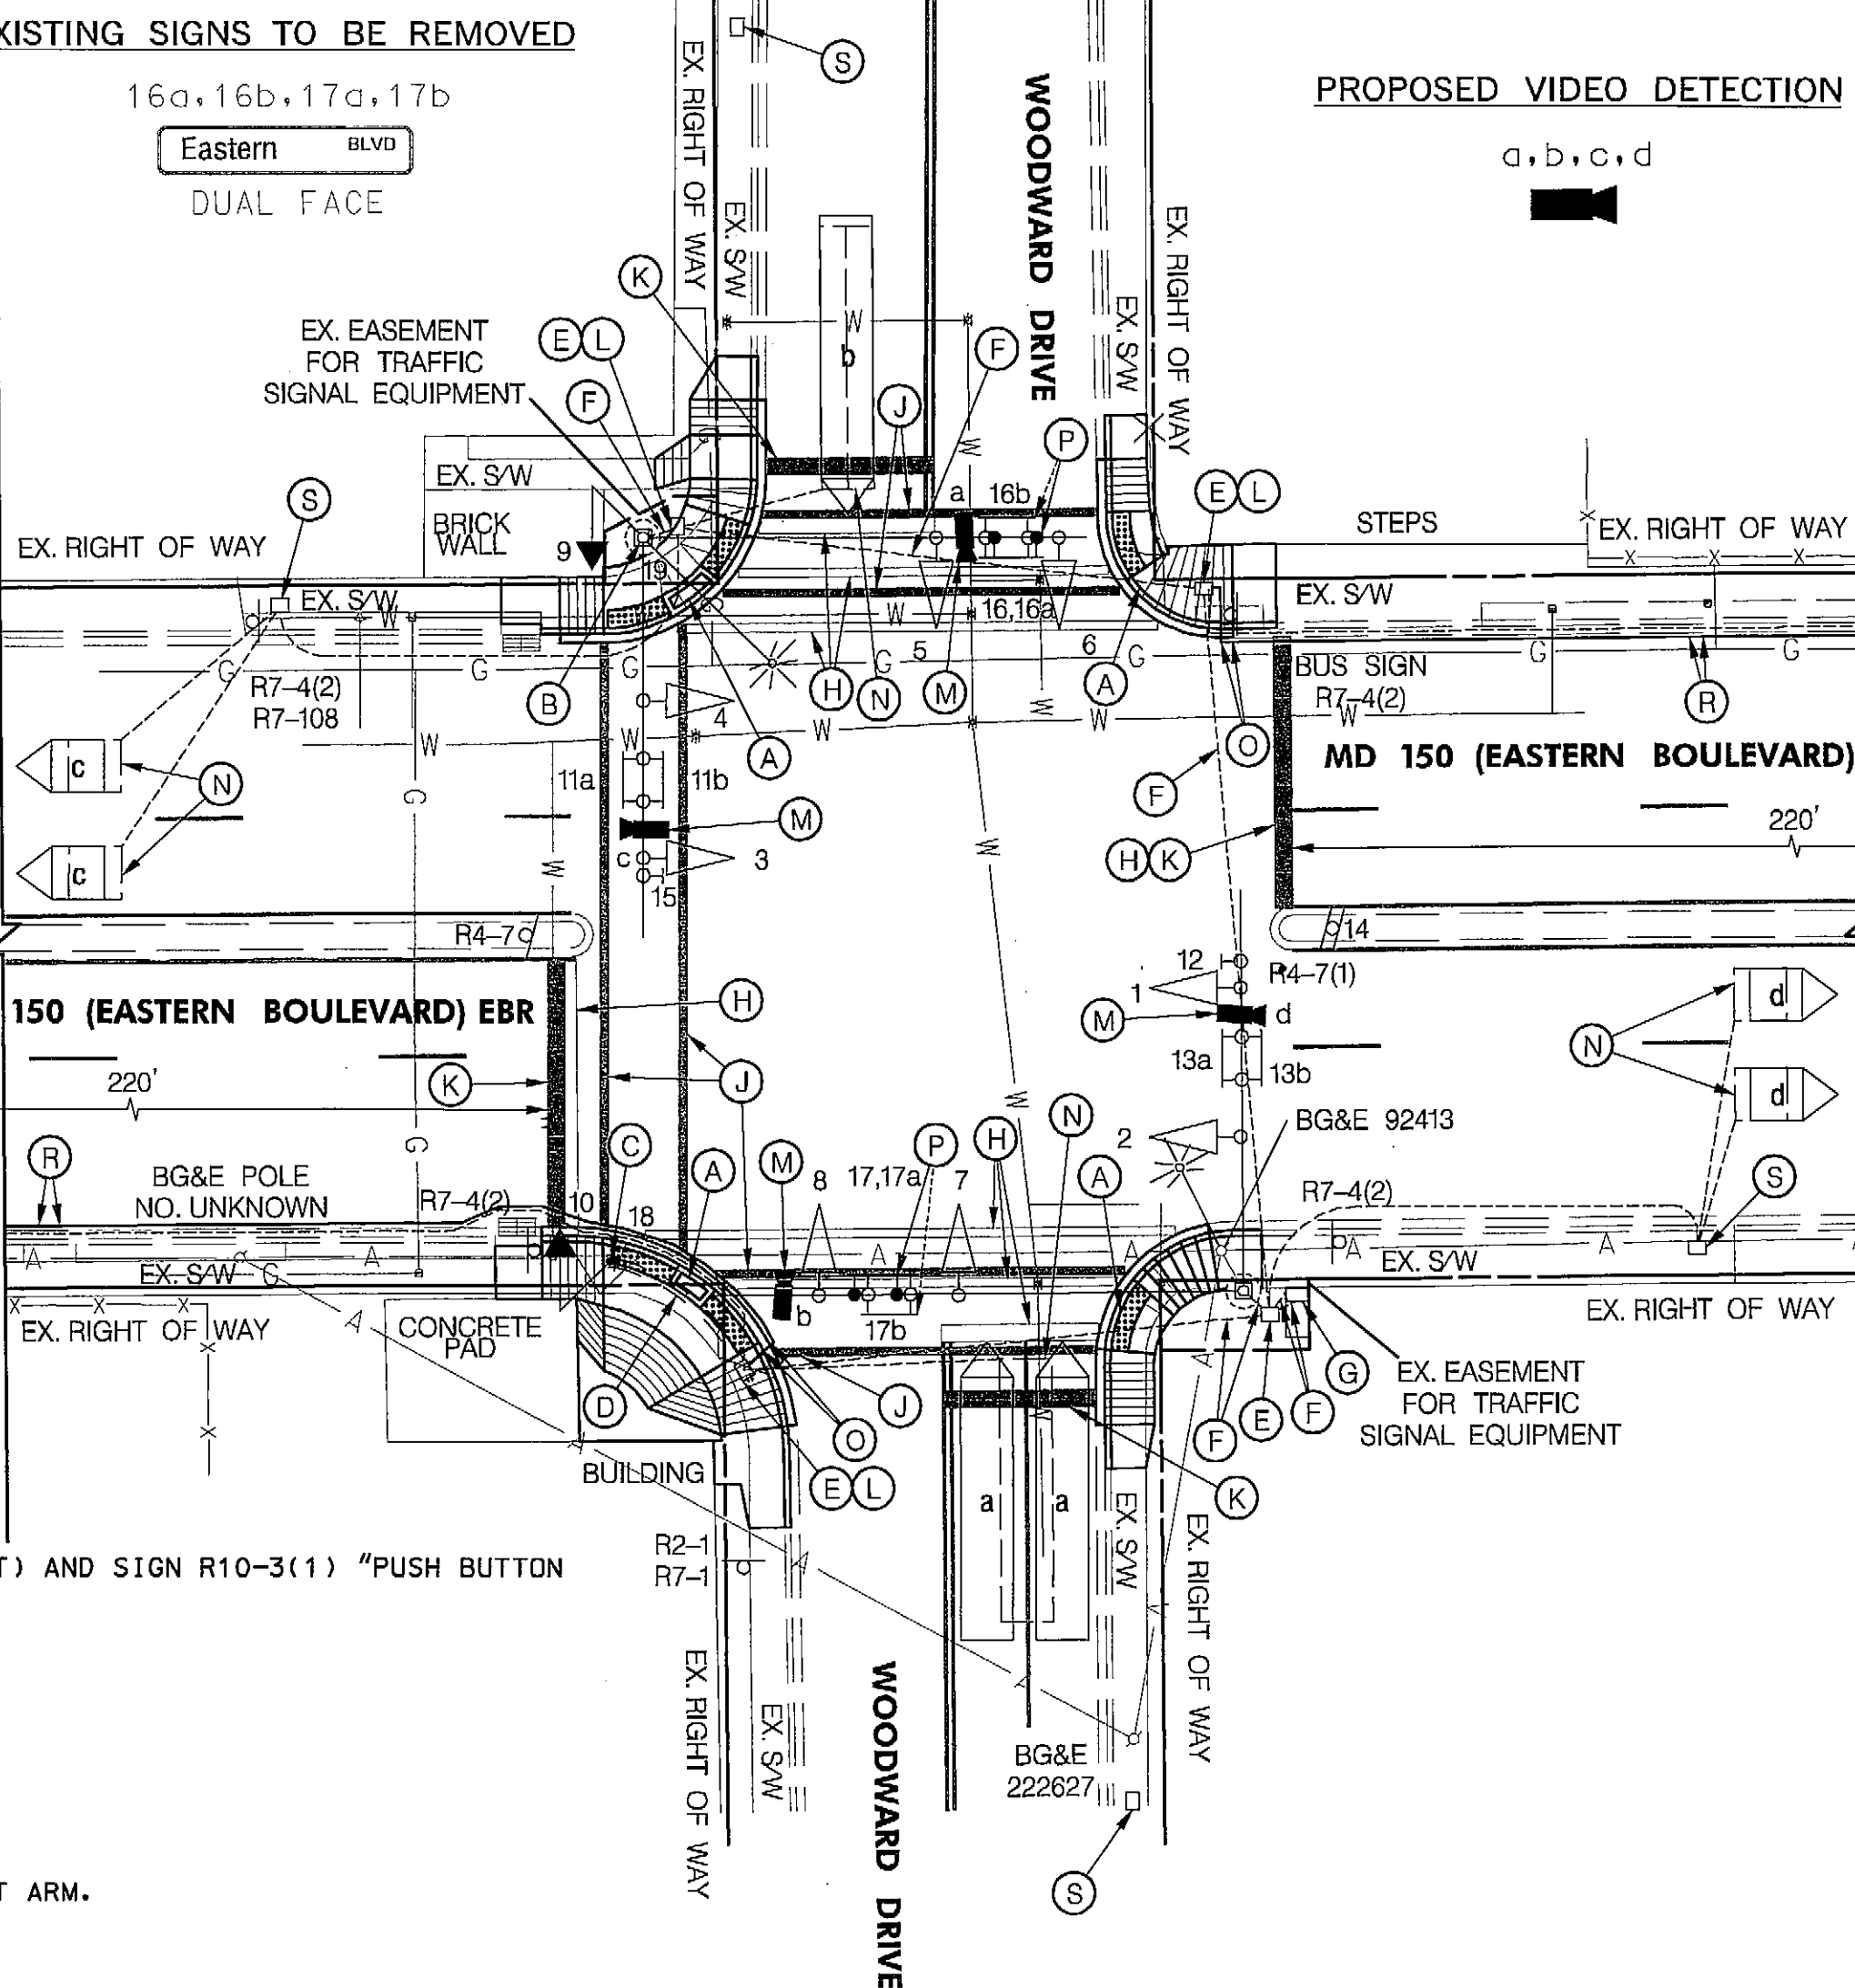 XISTING SIGNS TO BE REMOVED
16a, 16b, 17a, 17b
Eastern BLVD
DUAL FACE
PROPOSED VIDEO DETECTION
a, b, c, d
S
EX. RIGHT OF WAY
EX. S/W
WOODWARD DRIVE
EX. S/W
EX. RIGHT OF WAY
K
W
b
EX. EASEMENT
FOR TRAFFIC
SIGNAL EQUIPMENT
E L
F
F
J
P
W
G
EX. S/W
BRICK
WALL
S
EX. RIGHT OF WAY
9
19
a 16b
E L
STEPS
EX. RIGHT OF WAY
X X X X
EX. S/W
W
W
16,16a
EX. S/W
5
6
G G G G G G G
R7-4(2)
R7-108
B
H
N
M
A
BUS SIGN
R7-4(2)
R
4
A
W W W W W W
O
MD 150 (EASTERN BOULEVARD)
c
N
11a
11b
G
M
F
220'
c
c
3
15
W
W
H K
R4-7
14
12
R4-7(1)
1
150 (EASTERN BOULEVARD) EBR
H
M
d
d
N
13a
13b
220'
K
J
W
N
2
BG&E 92413
d
G
C
R
BG&E POLE
NO. UNKNOWN
R7-4(2)
10
18
A
M
8
17,17a
P
H
7
A
R7-4(2)
S
A A A A A A
EX. S/W
G
EX. S/W
X X X
EX. RIGHT OF WAY
X
X
A
CONCRETE
PAD
b
17b
EX. RIGHT OF WAY
A
G
EX. EASEMENT
FOR TRAFFIC
SIGNAL EQUIPMENT
D
J
O
F
E
F
W
A
BUILDING
E L
K
a
a
EX. S/W
EX. RIGHT OF WAY
T) AND SIGN R10-3(1) "PUSH BUTTON
R2-1
R7-1
A
A
A
EX. RIGHT OF WAY
EX. S/W
WOODWARD DRIVE
BG&E
222627
S
T ARM.